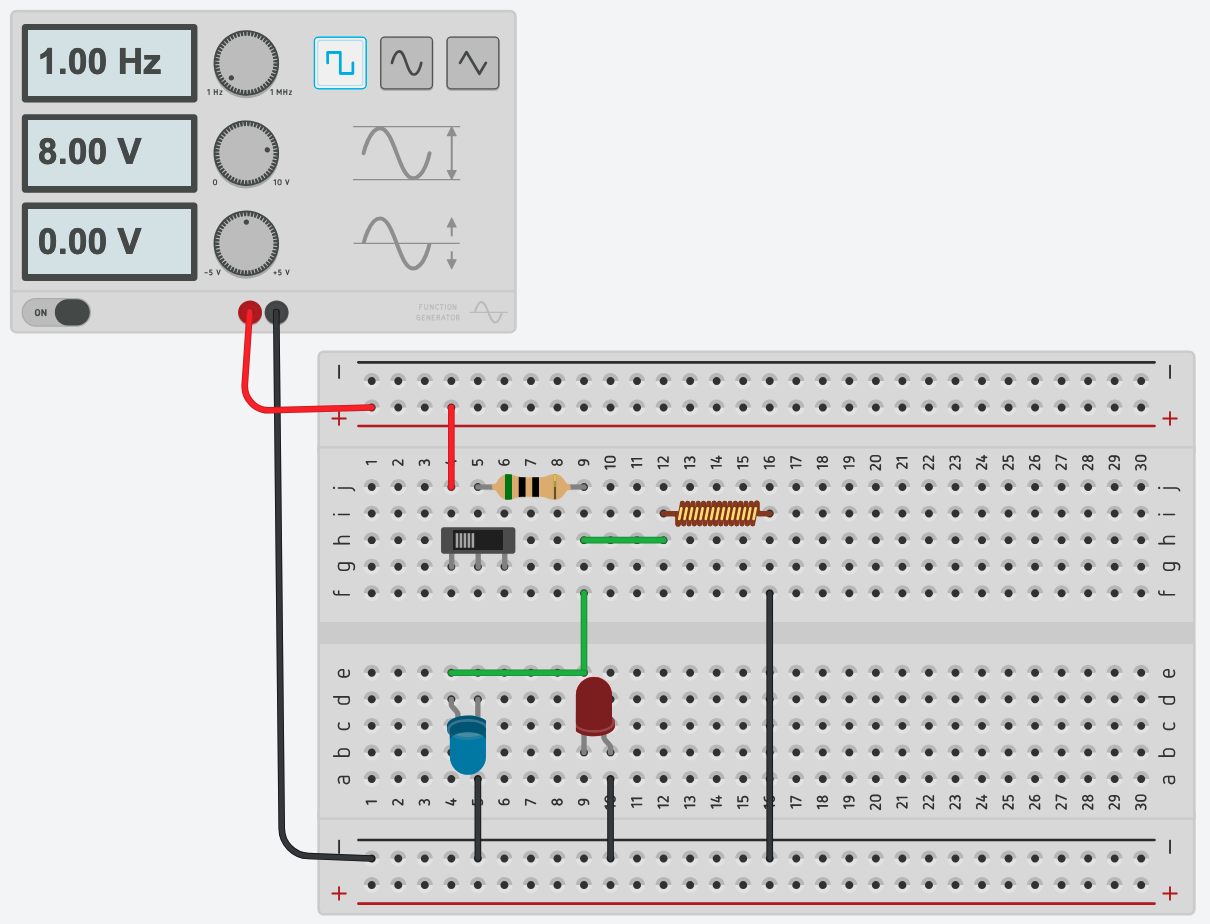 1.00 Hz
1 Hz 1 MHz
8.00 V
0 10 V
0.00 V
-5 V +5 V
ON
FUNCTION
GENERATOR
− −
+ +
1 2 3 4 5 6 7 8 9 10 11 12 13 14 15 16 17 18 19 20 21 22 23 24 25 26 27 28 29 30
j j
i i
h h
g g
f f
e e
d d
c c
b b
a a
1 2 3 4 5 6 7 8 9 10 11 12 13 14 15 16 17 18 19 20 21 22 23 24 25 26 27 28 29 30
− −
+ +